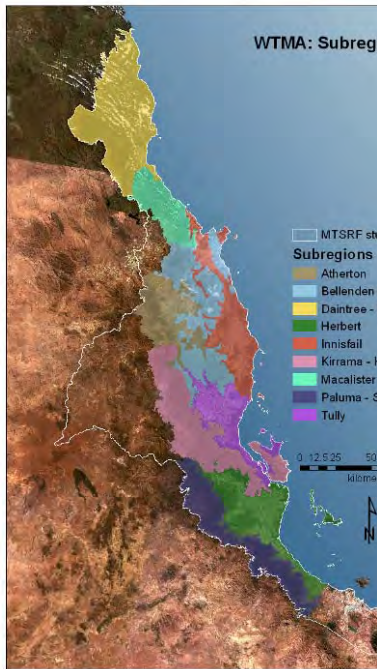 WTMA: Subreg
MTSRF stu
Subregions
Atherton
Bellenden
Daintree -
Herbert
Innisfail
Kirrama - K
Macalister
Paluma - S
Tully
0 12.5 25 50
kilome
N